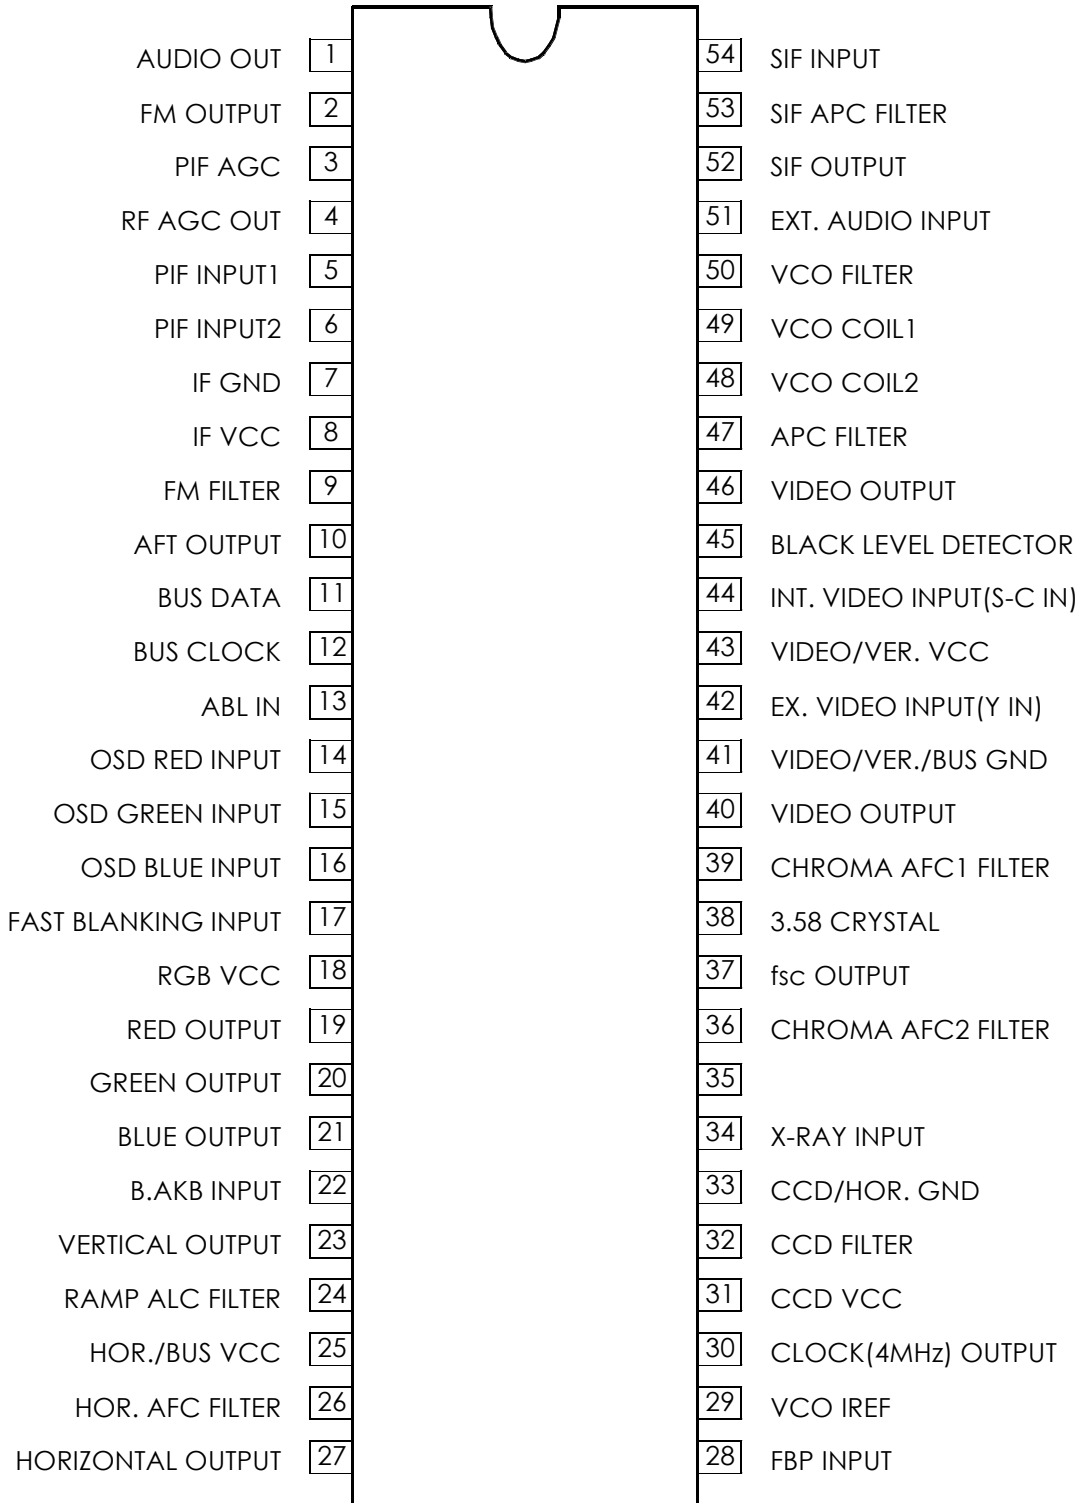 AUDIO OUT 1 54 SIF INPUT
FM OUTPUT 2 53 SIF APC FILTER
PIF AGC 3 52 SIF OUTPUT
RF AGC OUT 4 51 EXT. AUDIO INPUT
PIF INPUT1 5 50 VCO FILTER
PIF INPUT2 6 49 VCO COIL1
IF GND 7 48 VCO COIL2
IF VCC 8 47 APC FILTER
FM FILTER 9 46 VIDEO OUTPUT
AFT OUTPUT 10 45 BLACK LEVEL DETECTOR
BUS DATA 11 44 INT. VIDEO INPUT(S-C IN)
BUS CLOCK 12 43 VIDEO/VER. VCC
ABL IN 13 42 EX. VIDEO INPUT(Y IN)
OSD RED INPUT 14 41 VIDEO/VER./BUS GND
OSD GREEN INPUT 15 40 VIDEO OUTPUT
OSD BLUE INPUT 16 39 CHROMA AFC1 FILTER
FAST BLANKING INPUT 17 38 3.58 CRYSTAL
RGB VCC 18 37 fsc OUTPUT
RED OUTPUT 19 36 CHROMA AFC2 FILTER
GREEN OUTPUT 20 35
BLUE OUTPUT 21 34 X-RAY INPUT
B.AKB INPUT 22 33 CCD/HOR. GND
VERTICAL OUTPUT 23 32 CCD FILTER
RAMP ALC FILTER 24 31 CCD VCC
HOR./BUS VCC 25 30 CLOCK(4MHz) OUTPUT
HOR. AFC FILTER 26 29 VCO IREF
HORIZONTAL OUTPUT 27 28 FBP INPUT